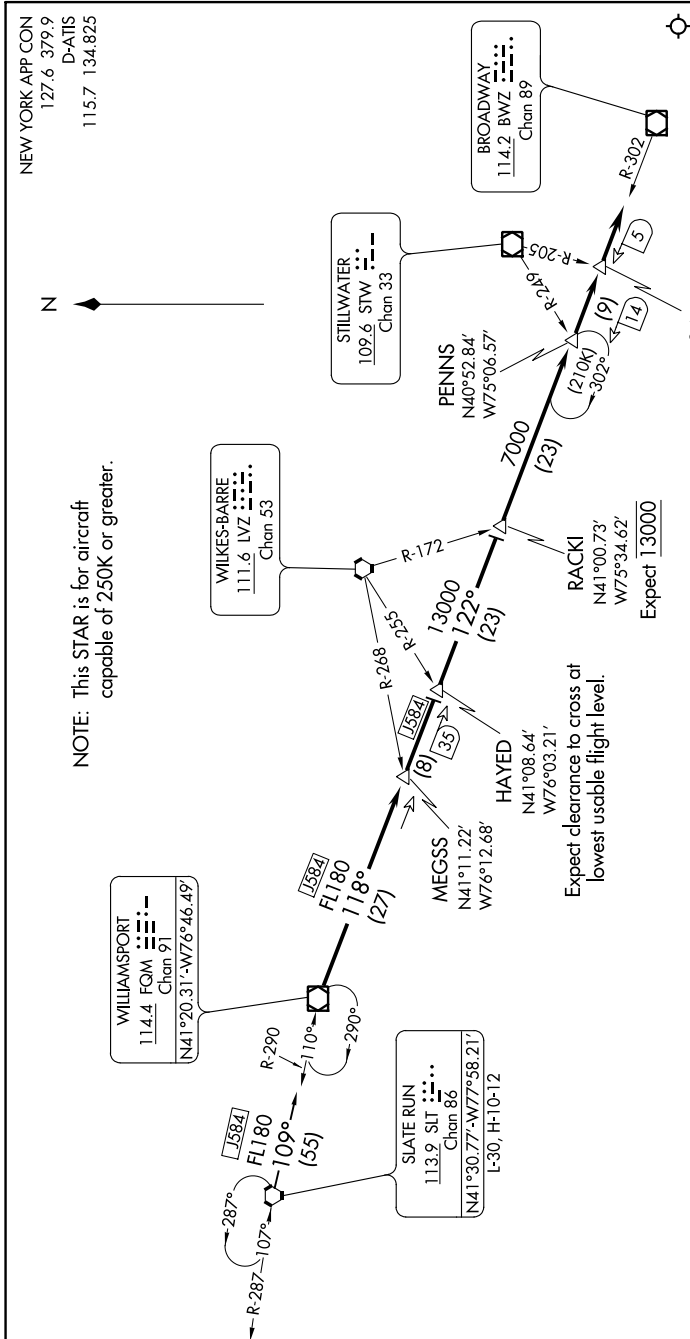 NEW YORK APP CON
127.6 379.9
D-ATIS
115.7 134.825
N
NOTE: This STAR is for aircraft
capable of 250K or greater.
WILLIAMSPORT
114.4 FQM
Chan 91
N41°20.31'-W76°46.49'
SLATE RUN
113.9 SLT
Chan 86
N41°30.77'-W77°58.21'
L-30, H-10-12
R-287
287°
107°
J584
FL180
109°
(55)
R-290
110°
290°
J584
FL180
118°
(27)
WILKES-BARRE
111.6 LVZ
Chan 53
R-268
R-255
R-172
MEGSS
N41°11.22'
W76°12.68'
J584
(8)
35
HAYED
N41°08.64'
W76°03.21'
Expect clearance to cross at
lowest usable flight level.
13000
122°
(23)
RACKI
N41°00.73'
W75°34.62'
Expect 13000
7000
(23)
STILLWATER
109.6 STW
Chan 33
R-249
R-205
PENNS
N40°52.84'
W75°06.57'
(210K)
302°
(9)
14
5
BROADWAY
114.2 BWZ
Chan 89
R-302